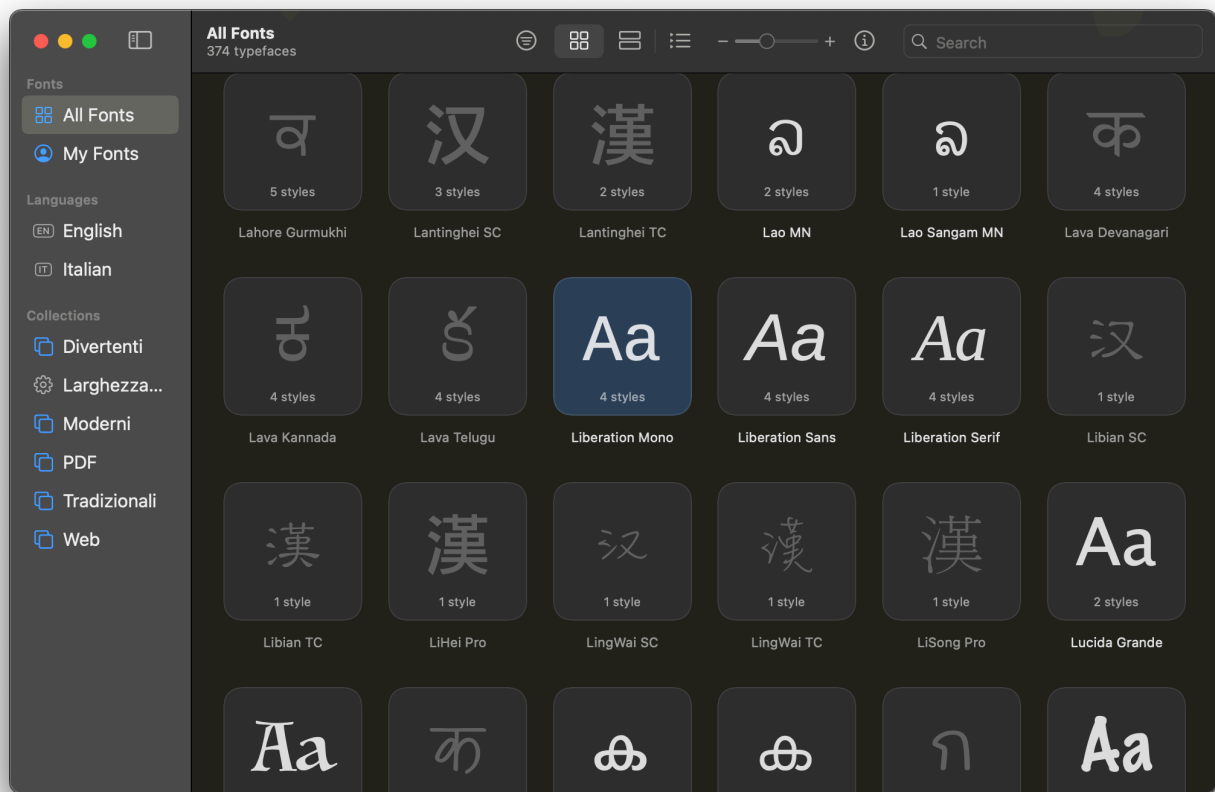 All Fonts
374 typefaces
Search
Fonts
All Fonts
My Fonts
Languages
EN English
IT Italian
Collections
Divertenti
Larghezza...
Moderni
PDF
Tradizionali
Web
ਕ 汉 漢 ລ ລ क
5 styles 3 styles 2 styles 2 styles 1 style 4 styles
Lahore Gurmukhi Lantinghei SC Lantinghei TC Lao MN Lao Sangam MN Lava Devanagari
ಕ క Aa Aa Aa 汉
4 styles 4 styles 4 styles 4 styles 4 styles 1 style
Lava Kannada Lava Telugu Liberation Mono Liberation Sans Liberation Serif Libian SC
漢 漢 汉 漢 漢 Aa
1 style 1 style 1 style 1 style 1 style 2 styles
Libian TC LiHei Pro LingWai SC LingWai TC LiSong Pro Lucida Grande
Aa ക ക Aa